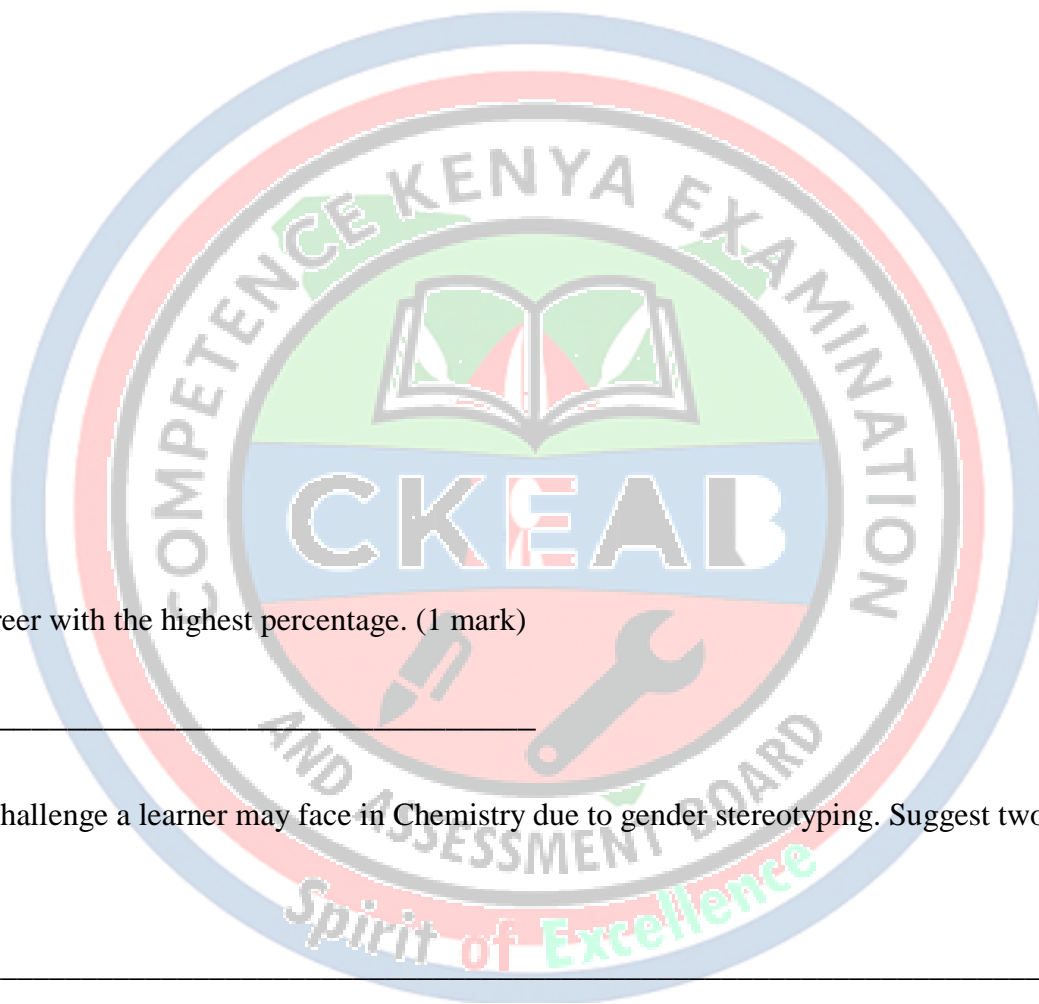 COMPETENCE KENYA EXAMINATION
CKEAB
reer with the highest percentage. (1 mark)
AND ASSESSMENT BOARD
hallenge a learner may face in Chemistry due to gender stereotyping. Suggest two
Spirit of Excellence